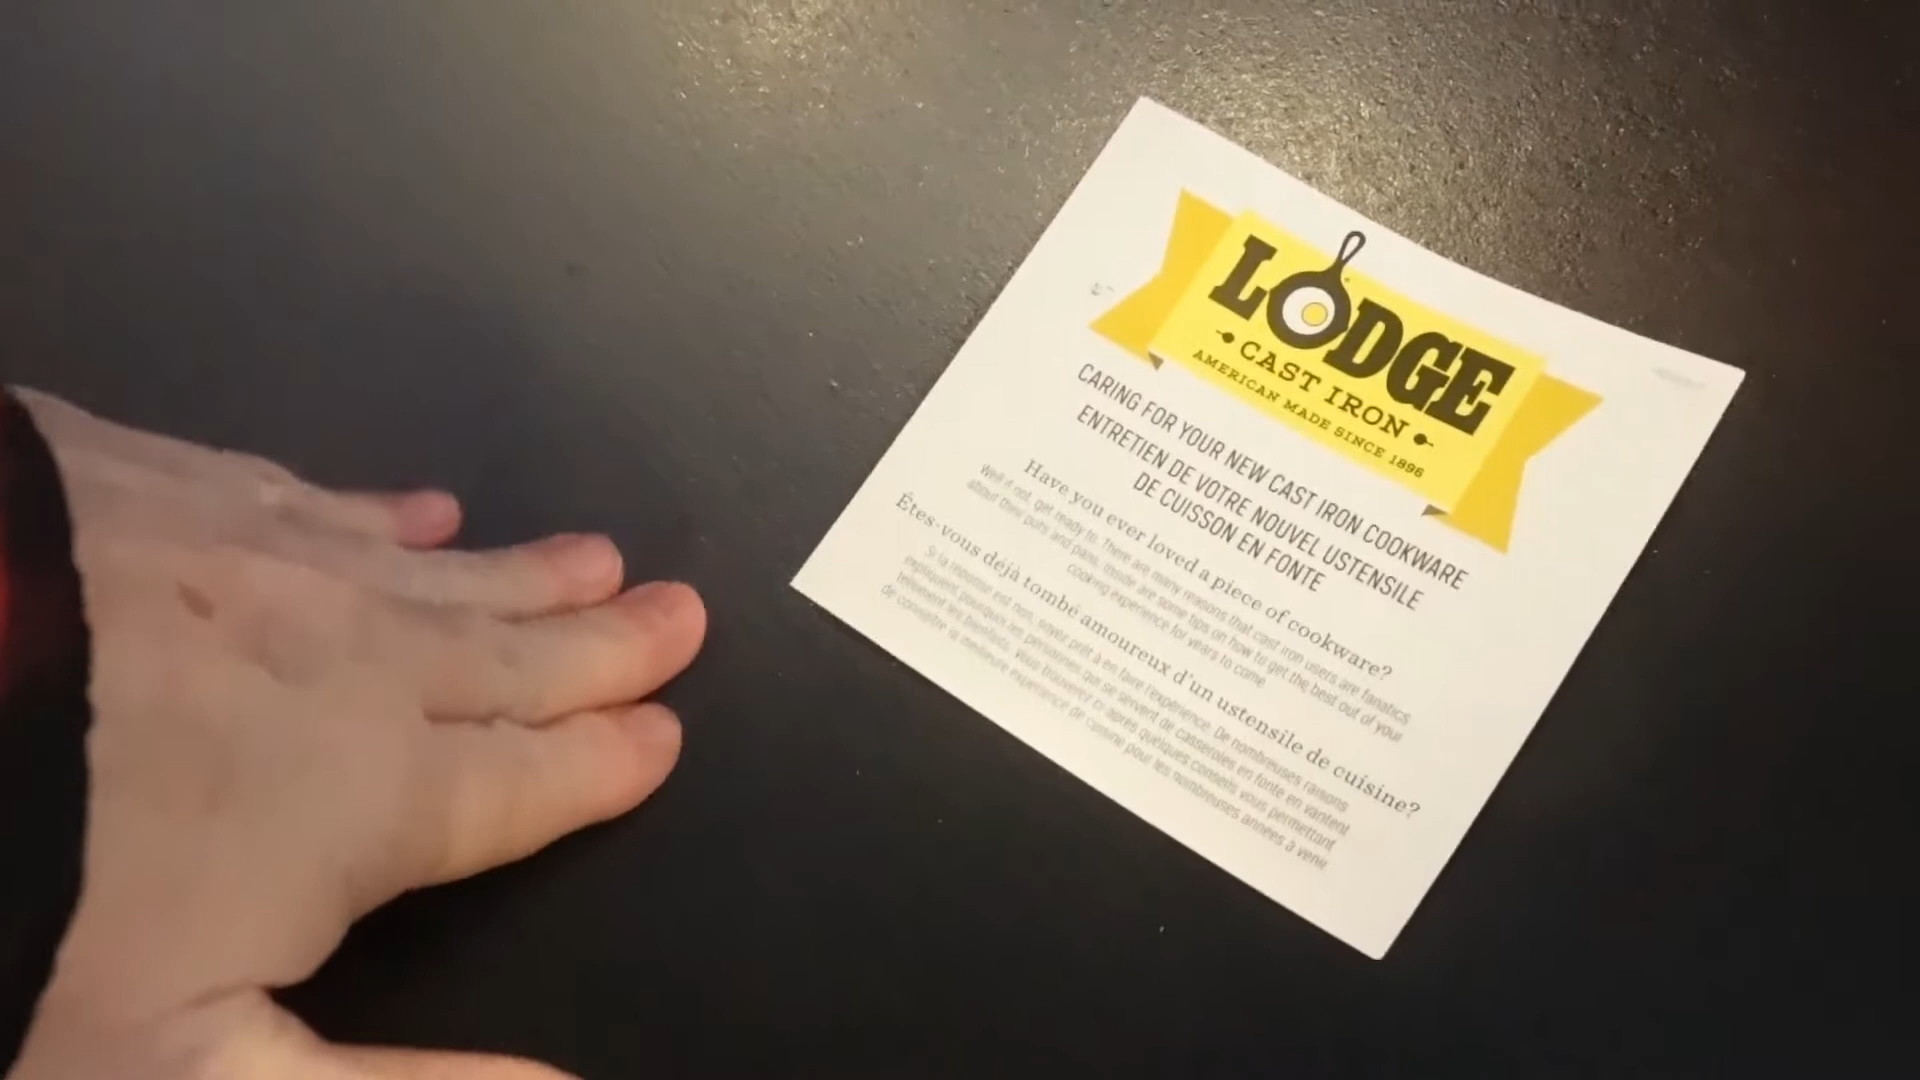 LODGE
CAST IRON
AMERICAN MADE SINCE 1896
CARING FOR YOUR NEW CAST IRON COOKWARE
ENTRETIEN DE VOTRE NOUVEL USTENSILE
DE CUISSON EN FONTE
Have you ever loved a piece of cookware?
Well if not, get ready to. There are many reasons that cast iron users are fanatics
about their pots and pans. Inside are some tips on how to get the best out of your
cooking experience for years to come.
Êtes-vous déjà tombé amoureux d'un ustensile de cuisine?
Si la réponse est non, soyez prêt à en faire l'expérience. De nombreuses raisons
expliquent pourquoi les personnes qui se servent de casseroles en fonte en vantent
tellement les bienfaits. Vous trouverez ci-après quelques conseils vous permettant
de connaître la meilleure expérience de cuisine pour les nombreuses années à venir.